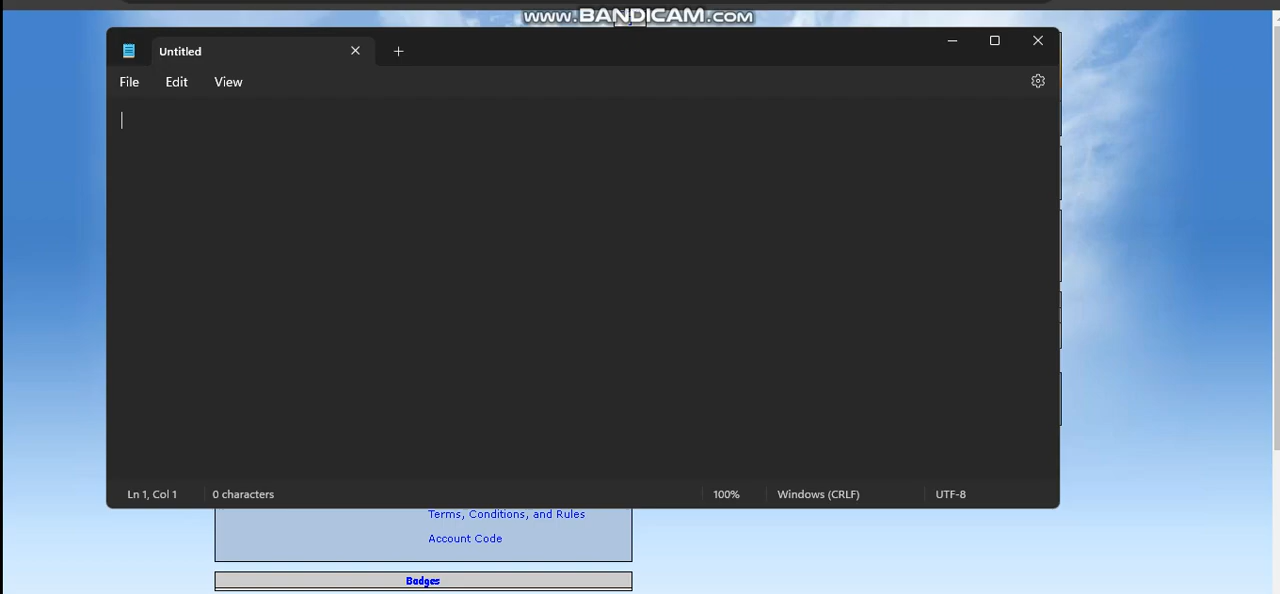 www.BANDICAM.com
Untitled
File Edit View
Ln 1, Col 1 0 characters 100% Windows (CRLF) UTF-8
Terms, Conditions, and Rules
Account Code
Badges